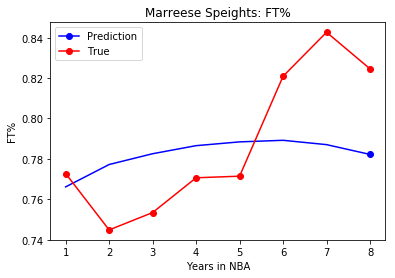 Marreese Speights: FT%
Prediction
True
0.84
0.82
0.80
0.78
0.76
0.74
FT%
1 2 3 4 5 6 7 8
Years in NBA